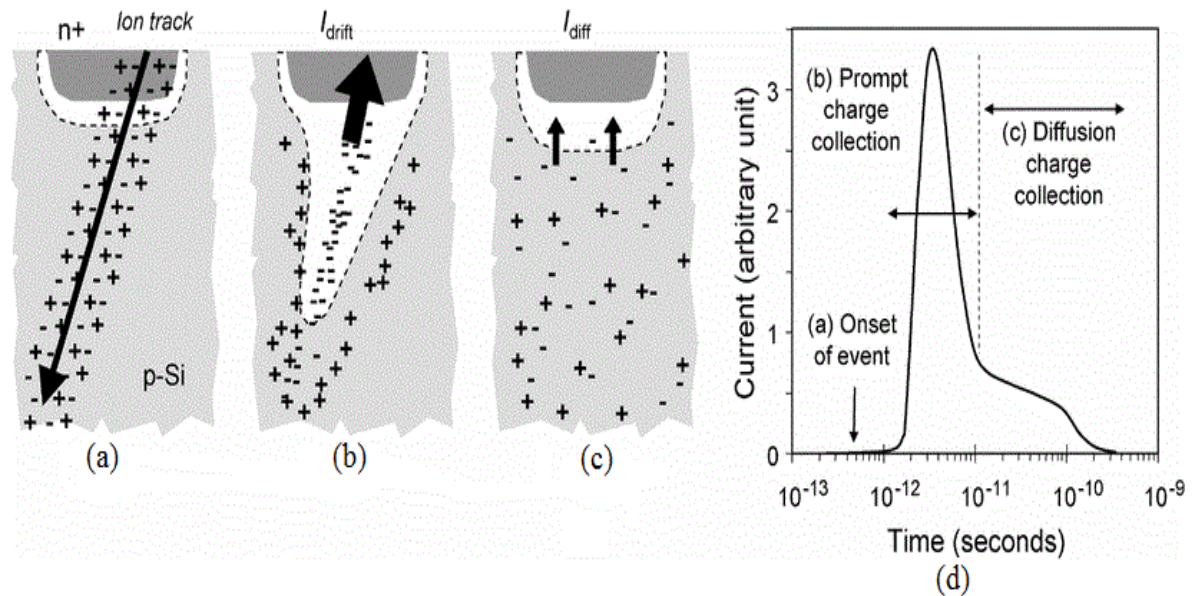 n+ Ion track
p-Si
(a)
I drift
(b)
I diff
(c)
Current (arbitrary unit)
3
2
1
0
(b) Prompt
charge
collection
(c) Diffusion
charge
collection
(a) Onset
of event
10-13 10-12 10-11 10-10 10-9
Time (seconds)
(d)